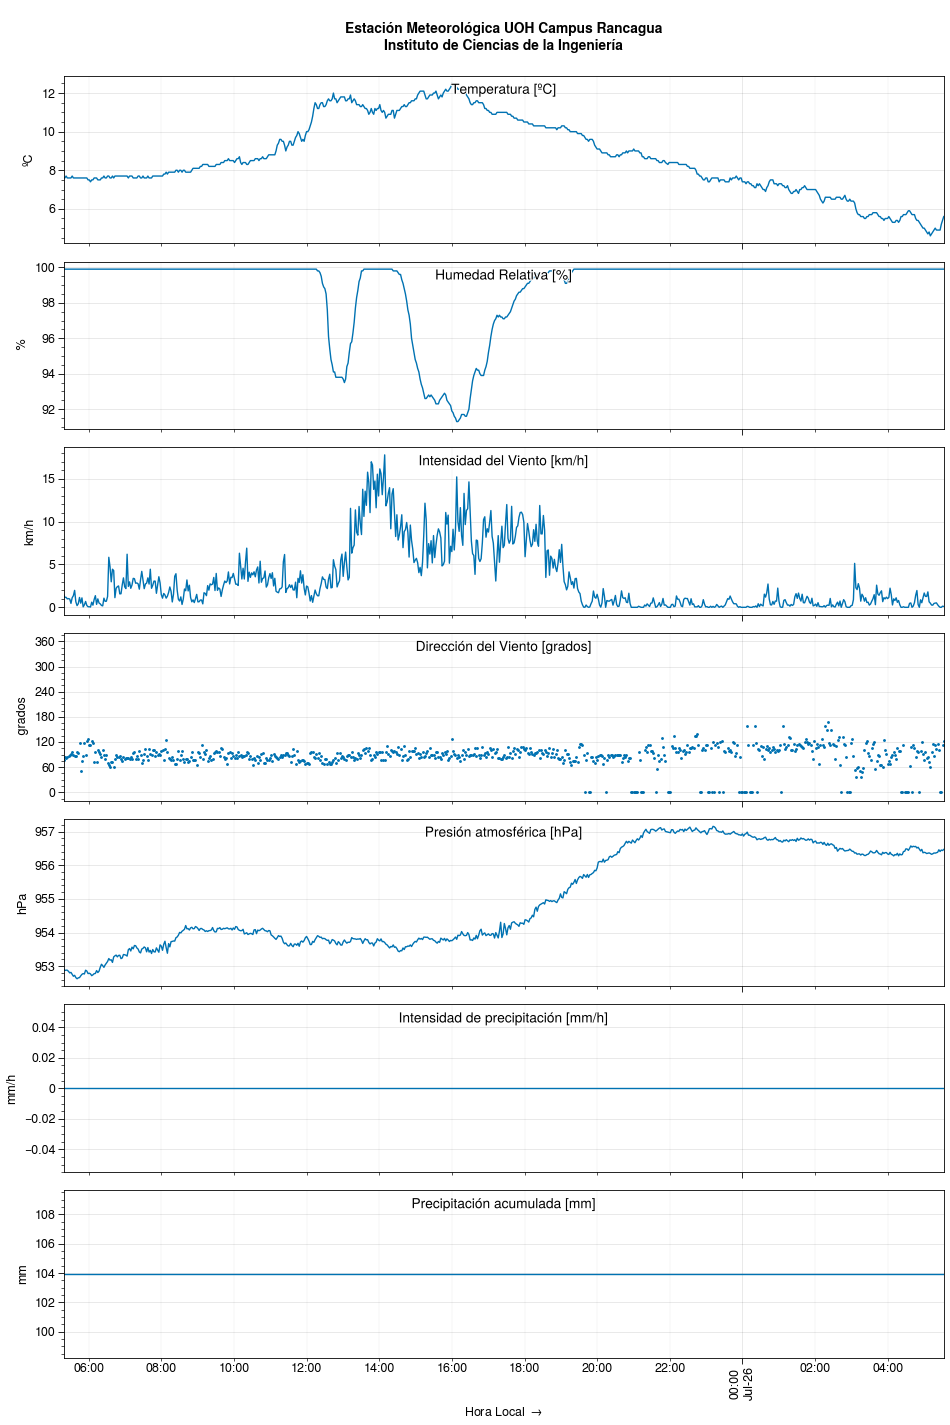 Estación Meteorológica UOH Campus Rancagua
Instituto de Ciencias de la Ingeniería
Temperatura [ºC]
ºC
12
10
8
6
Humedad Relativa [%]
%
100
98
96
94
92
Intensidad del Viento [km/h]
km/h
15
10
5
0
Dirección del Viento [grados]
grados
360
300
240
180
120
60
0
Presión atmosférica [hPa]
hPa
957
956
955
954
953
Intensidad de precipitación [mm/h]
mm/h
0.04
0.02
0
−0.02
−0.04
Precipitación acumulada [mm]
mm
108
106
104
102
100
06:00 08:00 10:00 12:00 14:00 16:00 18:00 20:00 22:00 00:00 02:00 04:00
Jul-26
Hora Local →